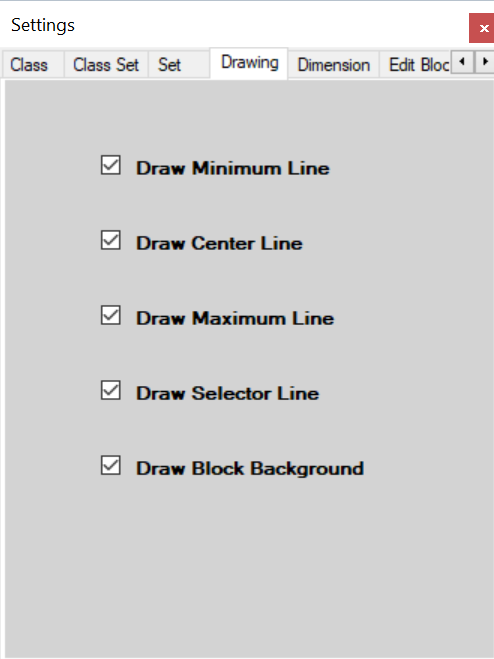 Settings
Class Class Set Set Drawing Dimension Edit Bloc
Draw Minimum Line
Draw Center Line
Draw Maximum Line
Draw Selector Line
Draw Block Background